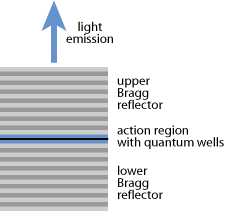 light
emission
upper
Bragg
reflector
action region
with quantum wells
lower
Bragg
reflector